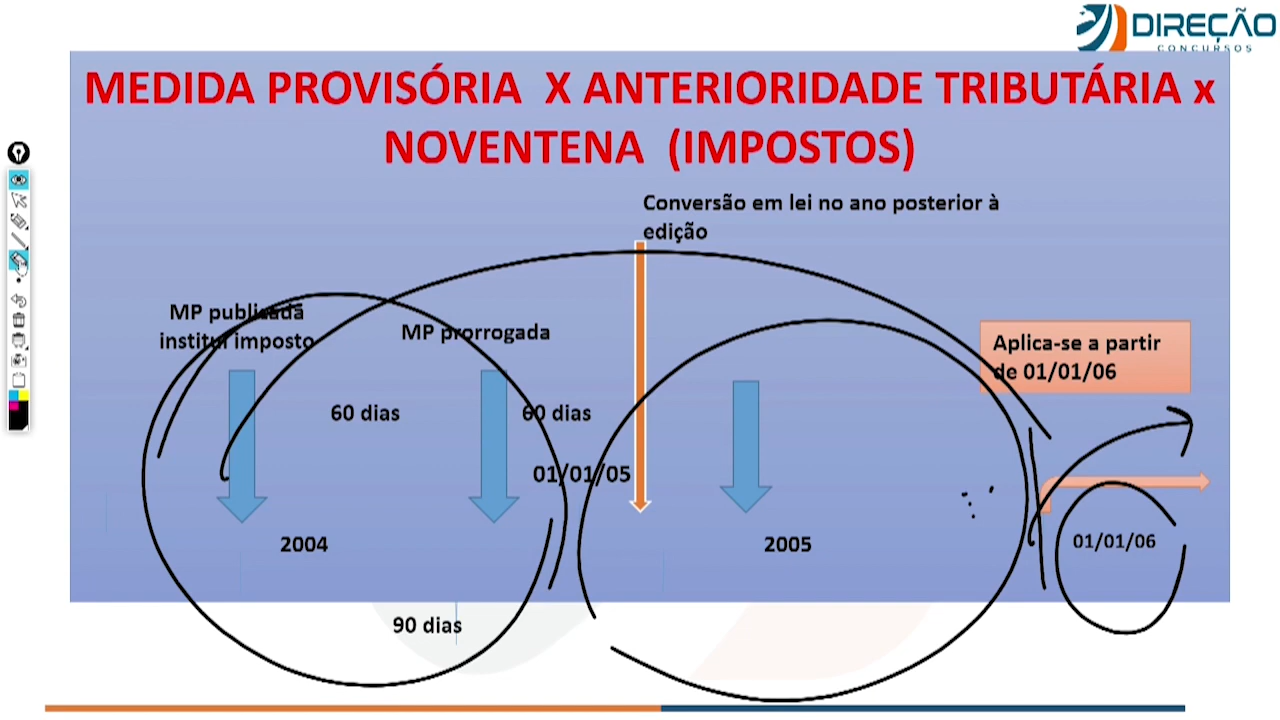 DIREÇÃO
CONCURSOS
MEDIDA PROVISÓRIA X ANTERIORIDADE TRIBUTÁRIA x
NOVENTENA (IMPOSTOS)
Conversão em lei no ano posterior à
edição
MP publicada
institui imposto
MP prorrogada
Aplica-se a partir
de 01/01/06
60 dias
60 dias
01/01/05
2004
2005
01/01/06
90 dias